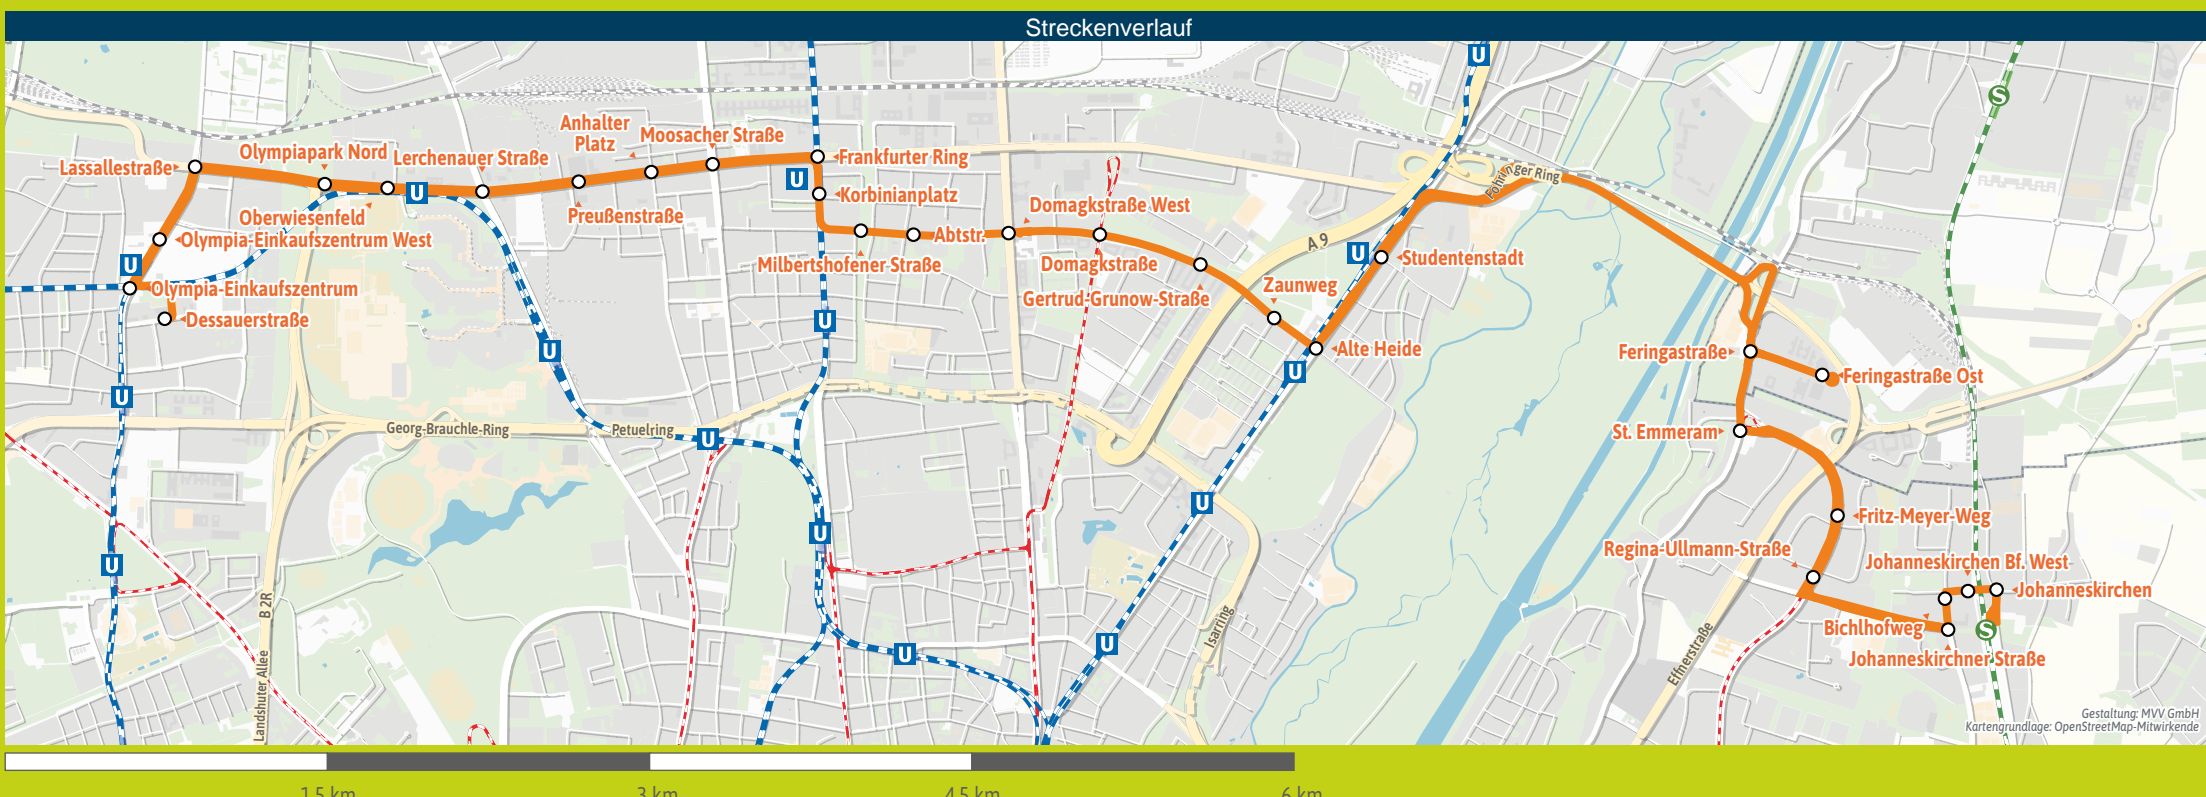 Streckenverlauf
U
S
Anhalter
Platz
Moosacher Straße
Olympiapark Nord
Lerchenauer Straße
Frankfurter Ring
Lassallestraße
Föhringer Ring
U
U
Korbinianplatz
Domagkstraße West
Oberwiesenfeld
Preußenstraße
Olympia-Einkaufszentrum West
Abtstr.
A 9
U
Studentenstadt
U
Milbertshofener Straße
Domagkstraße
Olympia-Einkaufszentrum
Zaunweg
Gertrud-Grunow-Straße
Dessauerstraße
U
U
Alte Heide
Feringastraße
U
Feringastraße Ost
U
Georg-Brauchle-Ring
Petuelring
U
St. Emmeram
U
Fritz-Meyer-Weg
U
Regina-Ullmann-Straße
U
Johanneskirchen Bf. West
Johanneskirchen
B 2R
Isarring
Bichlhofweg
S
U
U
Effnerstraße
Johanneskirchner Straße
Landshuter Allee
Gestaltung: MVV GmbH
Kartengrundlage: OpenStreetMap-Mitwirkende
1,5 km
3 km
4,5 km
6 km